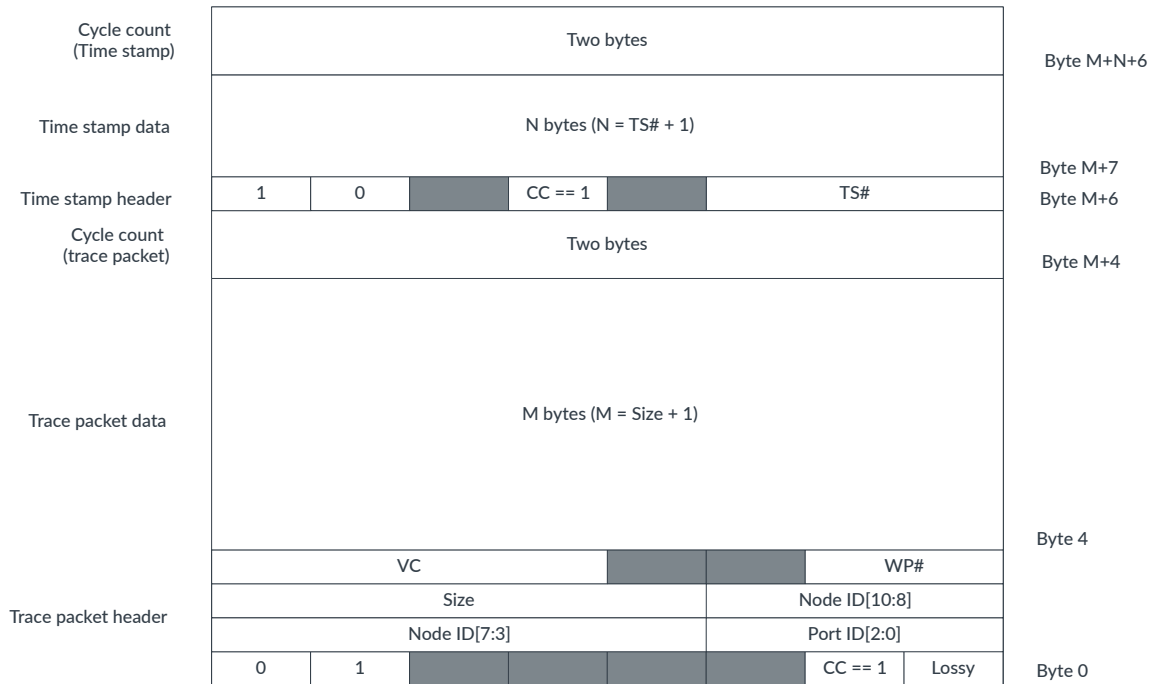 Cycle count
(Time stamp)
Two bytes
Byte M+N+6
Time stamp data
N bytes (N = TS# + 1)
Byte M+7
Time stamp header
1
0
CC == 1
TS#
Byte M+6
Cycle count
(trace packet)
Two bytes
Byte M+4
Trace packet data
M bytes (M = Size + 1)
Byte 4
VC
WP#
Trace packet header
Size
Node ID[10:8]
Node ID[7:3]
Port ID[2:0]
0
1
CC == 1
Lossy
Byte 0